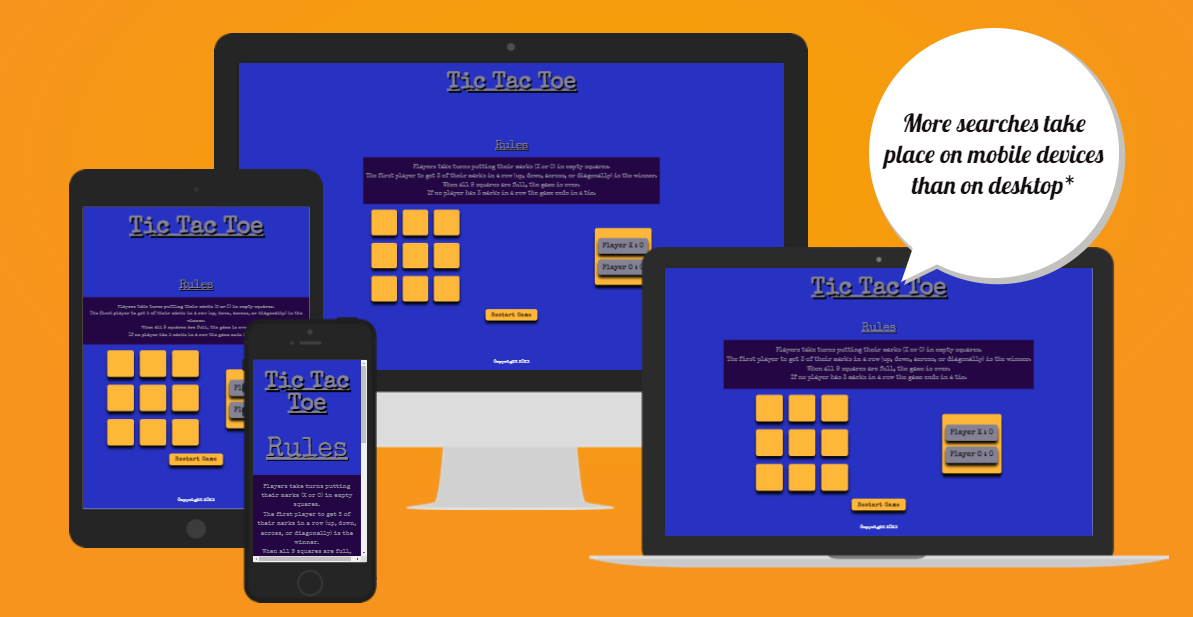 Tic Tac Toe
Rules
Players take turns putting their marks (X or O) in empty squares.
The first player to get 3 of their marks in a row (up, down, across, or diagonally) is the winner.
When all 9 squares are full, the game is over.
If no player has 3 marks in a row the game ends in a tie.
Player X : 0
Player O :
Restart Game
Copyright 2023
More searches take
place on mobile devices
than on desktop*
Tic Tac Toe
Rules
Players take turns putting their marks (X or O) in empty squares.
The first player to get 3 of their marks in a row (up, down, across, or diagonally) is the
winner.
When all 9 squares are full, the game is over.
If no player has 3 marks in a row the game ends
Restart Game
Copyright 2023
Tic Tac
Toe
Rules
Players take turns putting
their marks (X or O) in empty
squares.
The first player to get 3 of
their marks in a row (up, down,
across, or diagonally) is the
winner.
When all 9 squares are full,
Tic Tac Toe
Rules
Players take turns putting their marks (X or O) in empty squares.
The first player to get 3 of their marks in a row (up, down, across, or diagonally) is the winner.
When all 9 squares are full, the game is over.
If no player has 3 marks in a row the game ends in a tie.
Player X : 0
Player O : 0
Restart Game
Copyright 2023